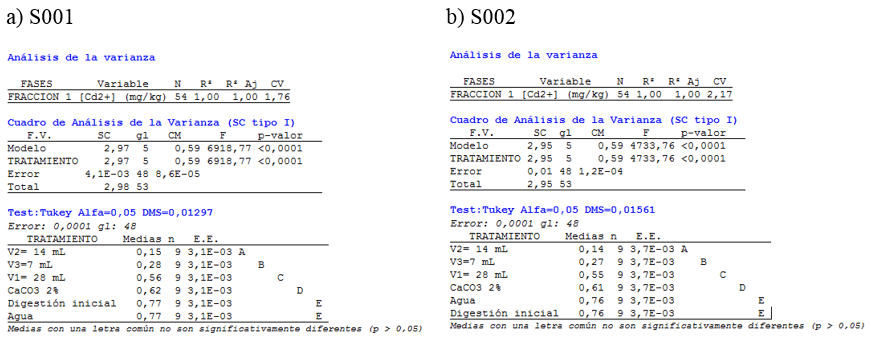 a) S001
Análisis de la varianza
FASES Variable N R² R² Aj CV
FRACCION 1 [Cd2+] (mg/kg) 54 1,00 1,00 1,76
Cuadro de Análisis de la Varianza (SC tipo I)
F.V. SC gl CM F p-valor
Modelo 2,97 5 0,59 6918,77 <0,0001
TRATAMIENTO 2,97 5 0,59 6918,77 <0,0001
Error 4,1E-03 48 8,6E-05
Total 2,98 53
Test:Tukey Alfa=0,05 DMS=0,01297
Error: 0,0001 gl: 48
TRATAMIENTO Medias n E.E.
V2= 14 mL 0,15 9 3,1E-03 A
V3=7 mL 0,28 9 3,1E-03 B
V1= 28 mL 0,56 9 3,1E-03 C
CaCO3 2% 0,62 9 3,1E-03 D
Digestión inicial 0,77 9 3,1E-03 E
Agua 0,77 9 3,1E-03 E
Medias con una letra común no son significativamente diferentes (p > 0,05)
b) S002
Análisis de la varianza
FASES Variable N R² R² Aj CV
FRACCION 1 [Cd2+] (mg/kg) 54 1,00 1,00 2,17
Cuadro de Análisis de la Varianza (SC tipo I)
F.V. SC gl CM F p-valor
Modelo 2,95 5 0,59 4733,76 <0,0001
TRATAMIENTO 2,95 5 0,59 4733,76 <0,0001
Error 0,01 48 1,2E-04
Total 2,95 53
Test:Tukey Alfa=0,05 DMS=0,01561
Error: 0,0001 gl: 48
TRATAMIENTO Medias n E.E.
V2= 14 mL 0,14 9 3,7E-03 A
V3=7 mL 0,27 9 3,7E-03 B
V1= 28 mL 0,55 9 3,7E-03 C
CaCO3 2% 0,61 9 3,7E-03 D
Agua 0,76 9 3,7E-03 E
Digestión inicial 0,76 9 3,7E-03 E
Medias con una letra común no son significativamente diferentes (p > 0,05)